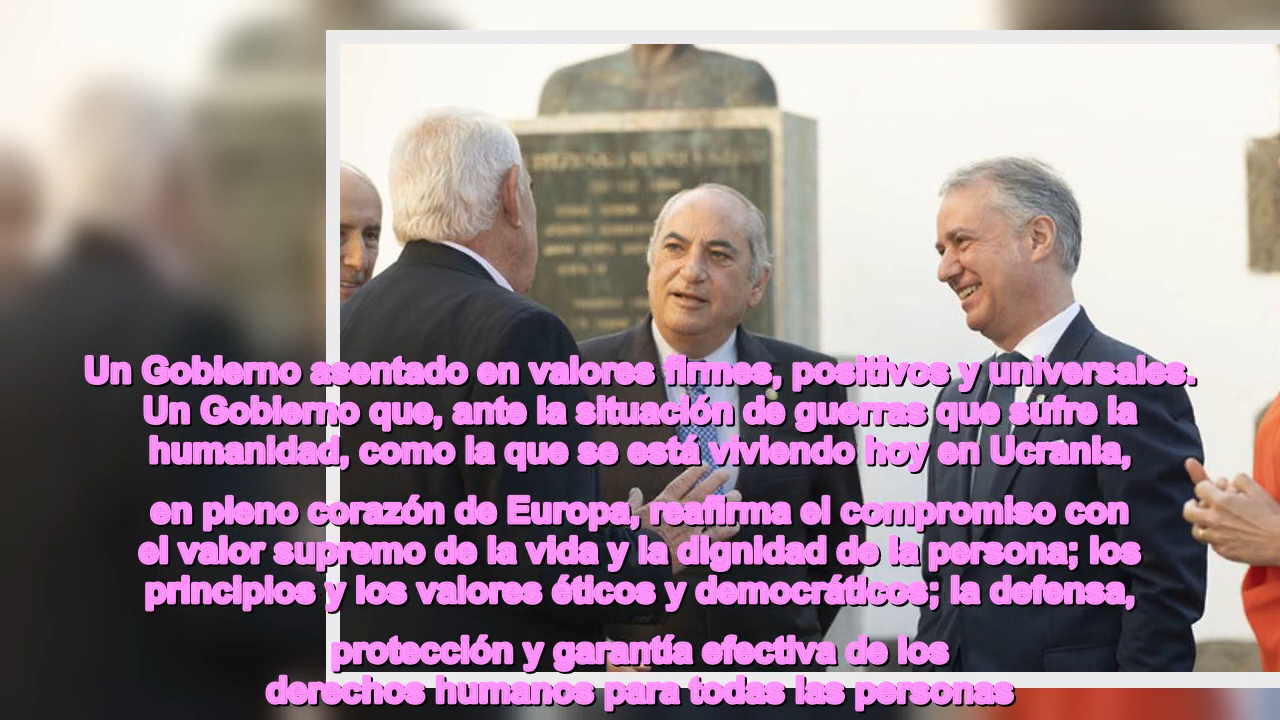 Un Gobierno asentado en valores firmes, positivos y universales.
Un Gobierno que, ante la situación de guerras que sufre la
humanidad, como la que se está viviendo hoy en Ucrania,
en pleno corazón de Europa, reafirma el compromiso con
el valor supremo de la vida y la dignidad de la persona; los
principios y los valores éticos y democráticos; la defensa,
protección y garantía efectiva de los
derechos humanos para todas las personas